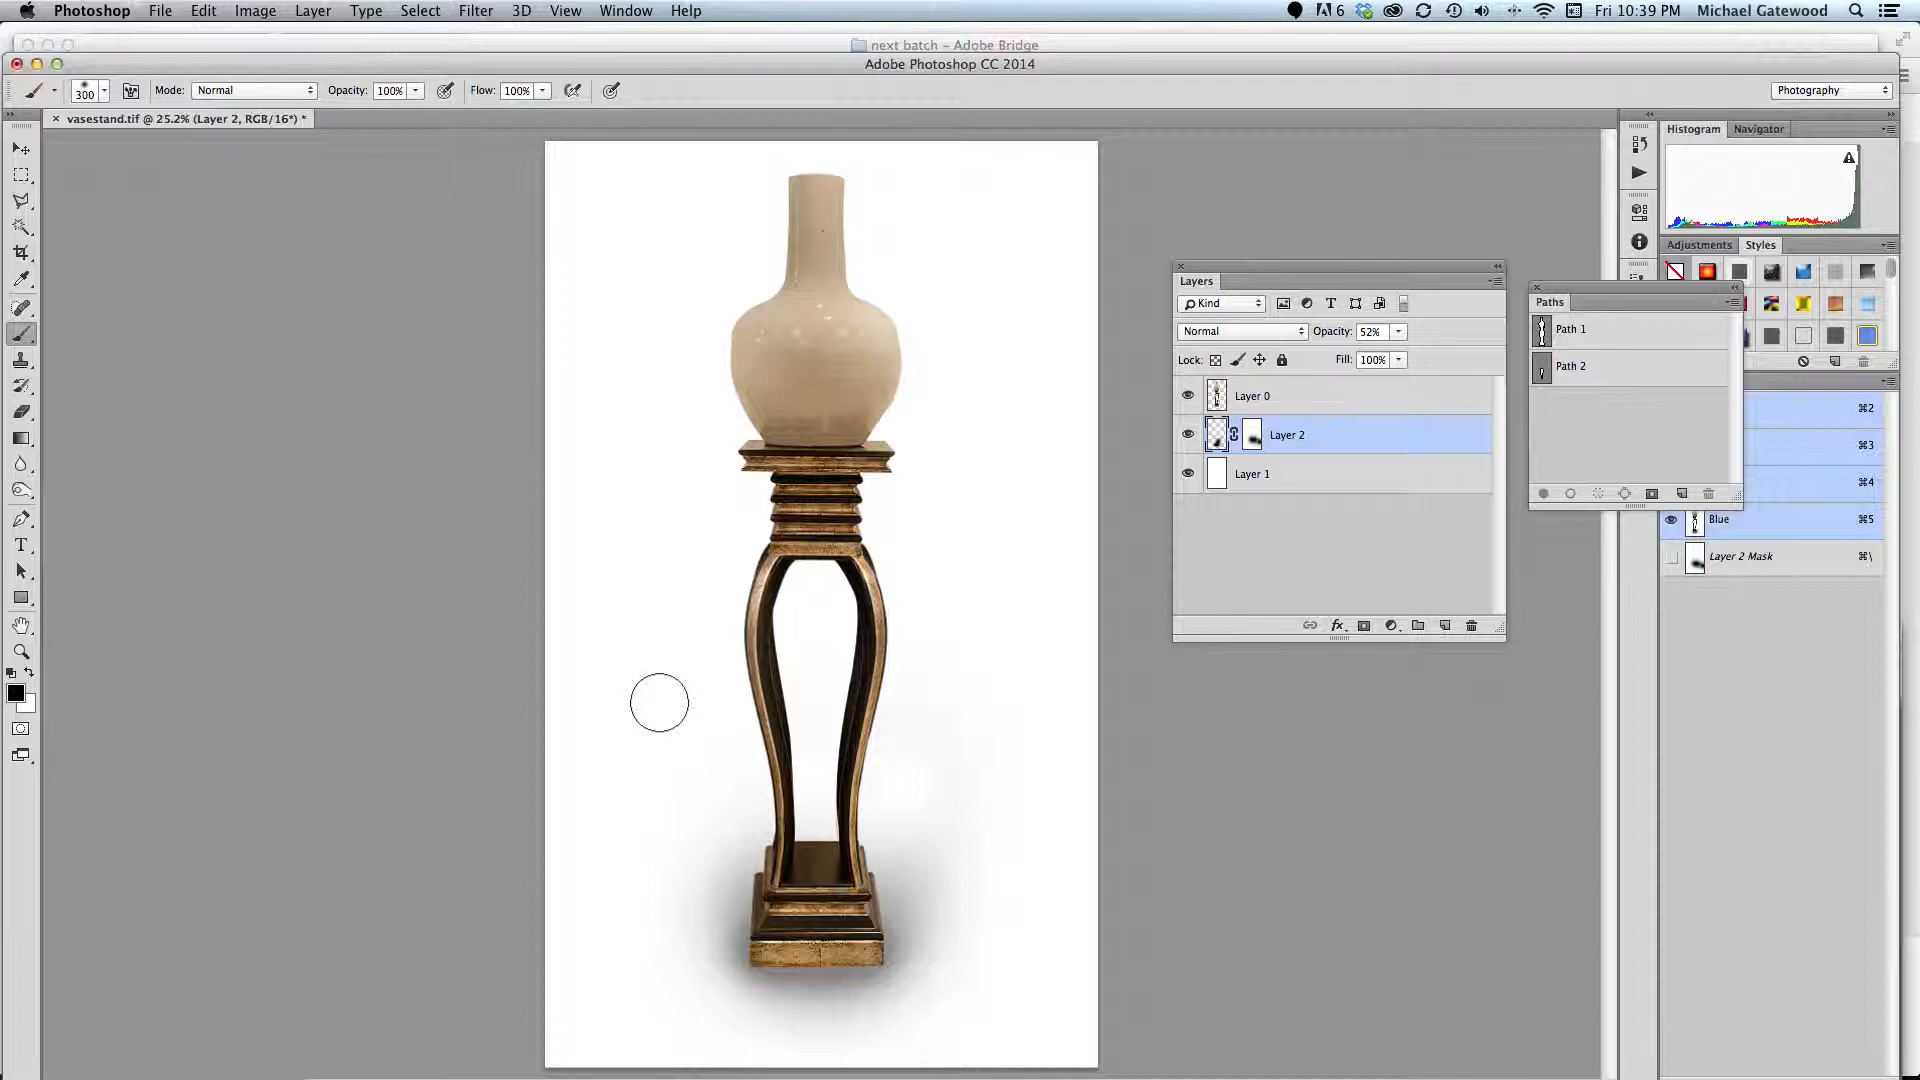 Photoshop File Edit Image Layer Type Select Filter 3D View Window Help 6 Fri 10:39 PM Michael Gatewood
next batch – Adobe Bridge
Adobe Photoshop CC 2014
300 Mode: Normal Opacity: 100% Flow: 100% Photography
× vasestand.tif @ 25.2% (Layer 2, RGB/16*) *
Histogram Navigator
Adjustments Styles
Layers
Kind
Normal Opacity: 52%
Lock: Fill: 100%
Layer 0
Layer 2
Layer 1
fx
Paths
Path 1
Path 2
⌘2
⌘3
⌘4
Blue ⌘5
Layer 2 Mask ⌘\